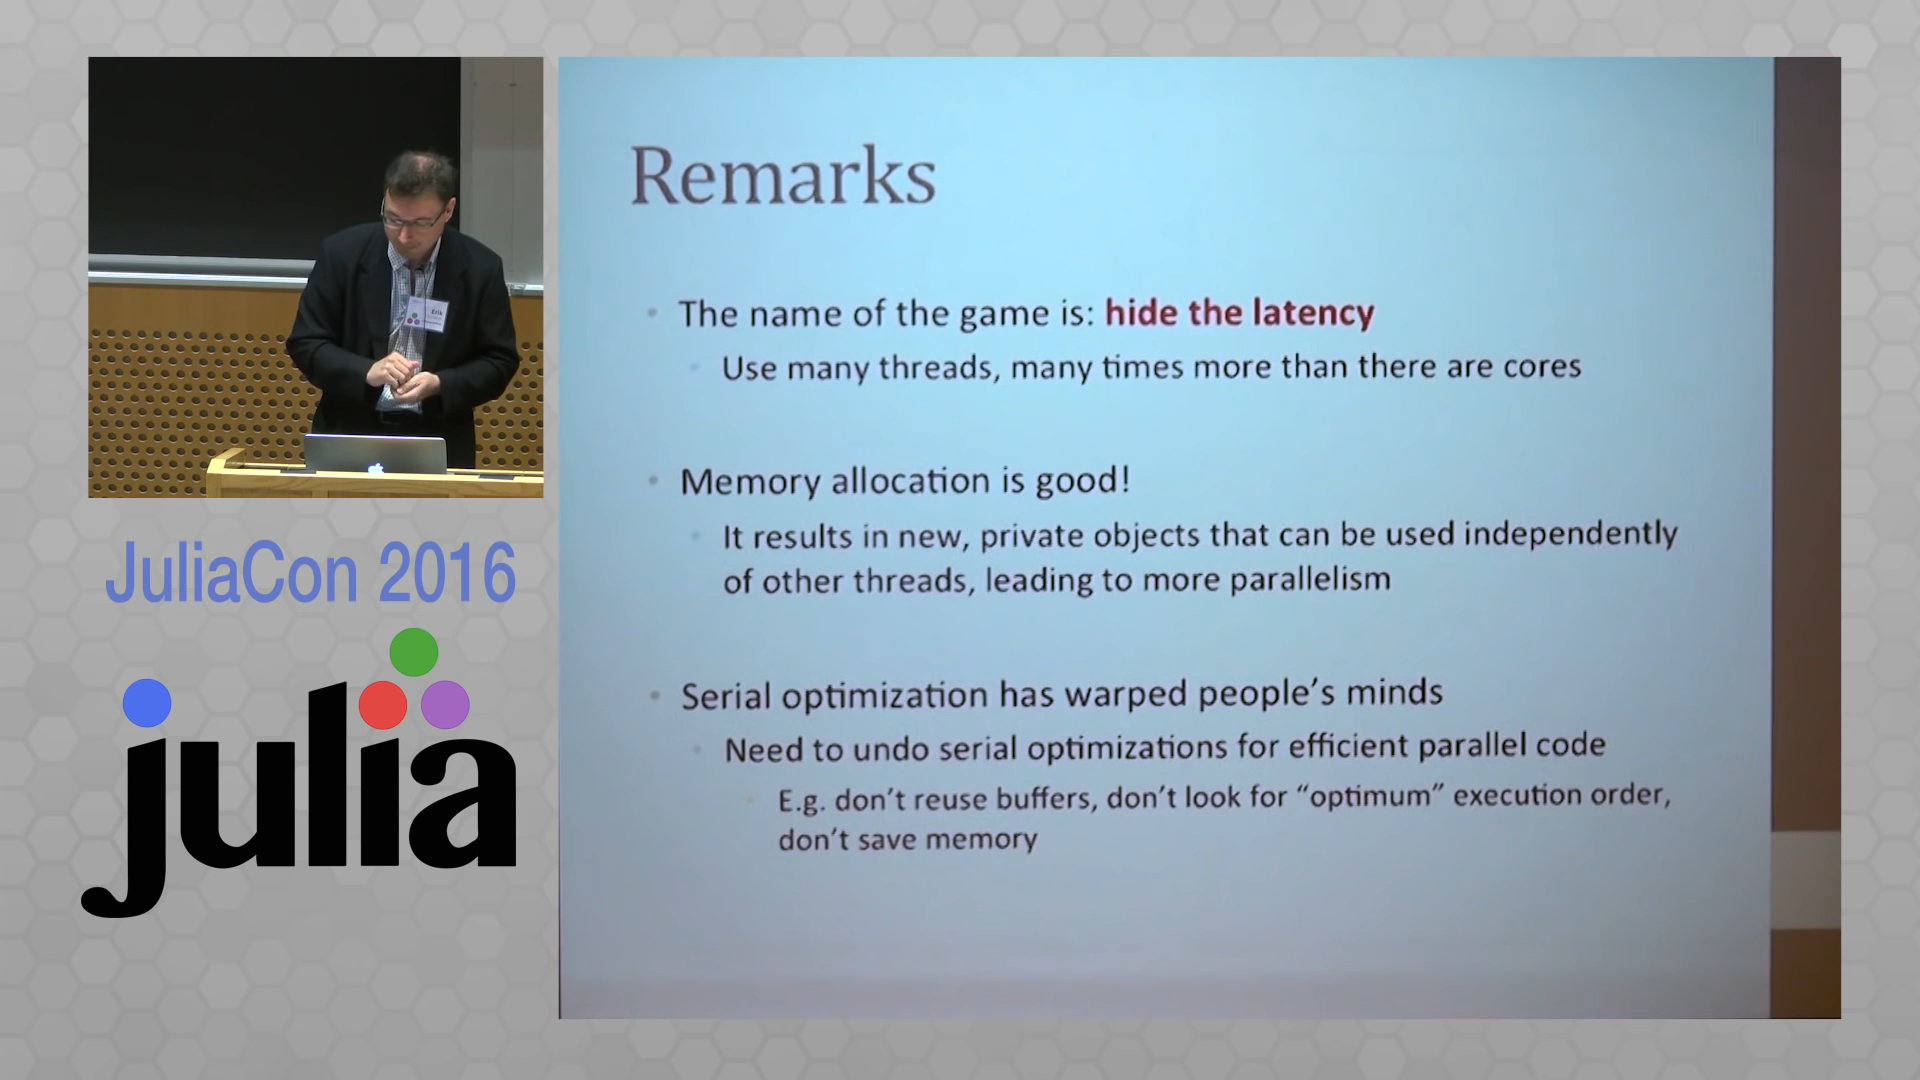 Erik
JuliaCon 2016
julia
Remarks
The name of the game is: hide the latency
Use many threads, many times more than there are cores
Memory allocation is good!
It results in new, private objects that can be used independently
of other threads, leading to more parallelism
Serial optimization has warped people’s minds
Need to undo serial optimizations for efficient parallel code
E.g. don’t reuse buffers, don’t look for “optimum” execution order,
don’t save memory